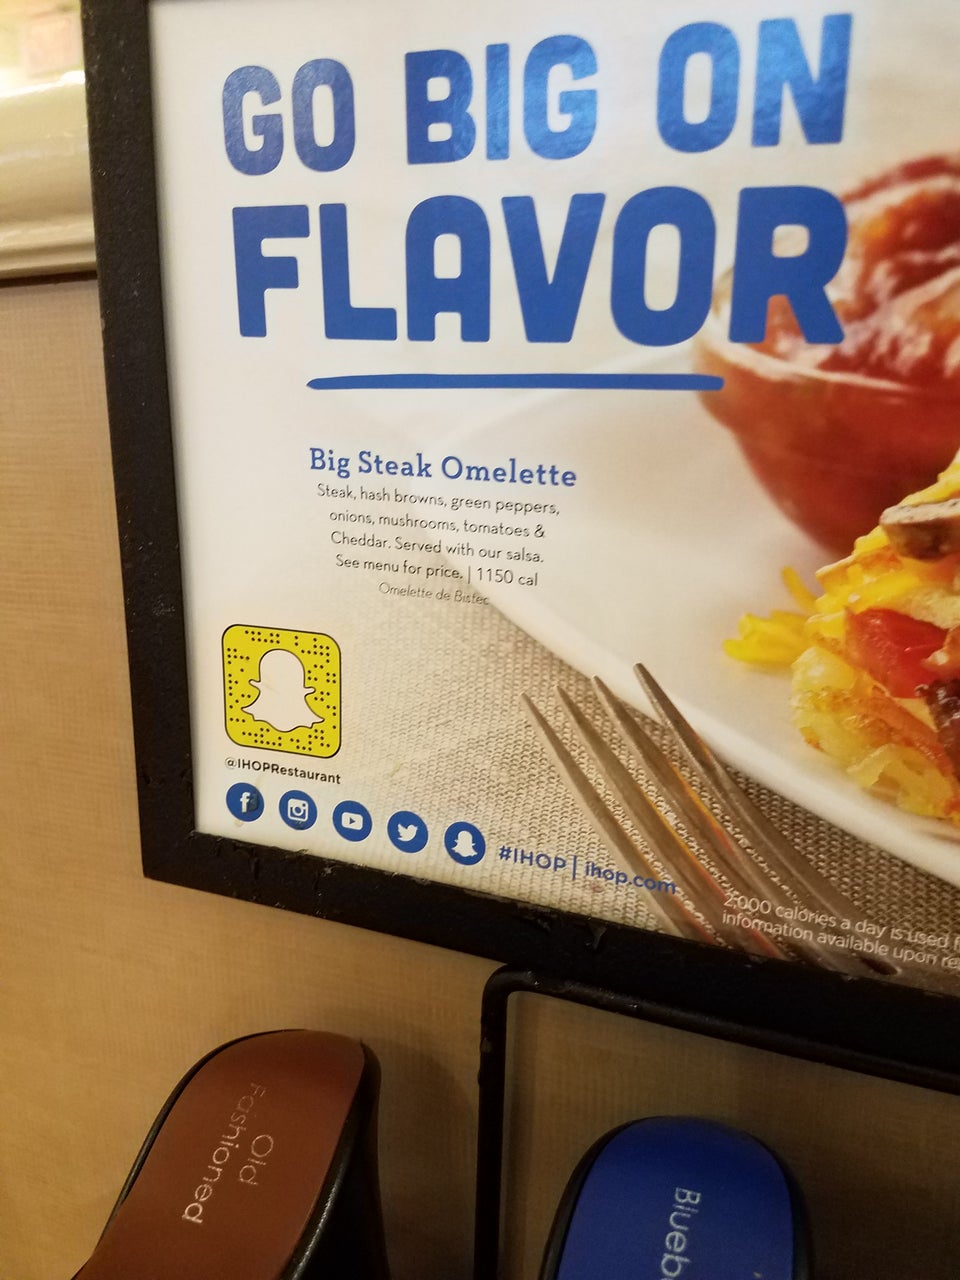 GO BIG ON
FLAVOR
Big Steak Omelette
Steak, hash browns, green peppers,
onions, mushrooms, tomatoes &
Cheddar. Served with our salsa.
See menu for price. | 1150 cal
Omelette de Bistec
@IHOPRestaurant
#IHOP | ihop.com
2,000 calories a day is used
information available upon
Old
Fashioned